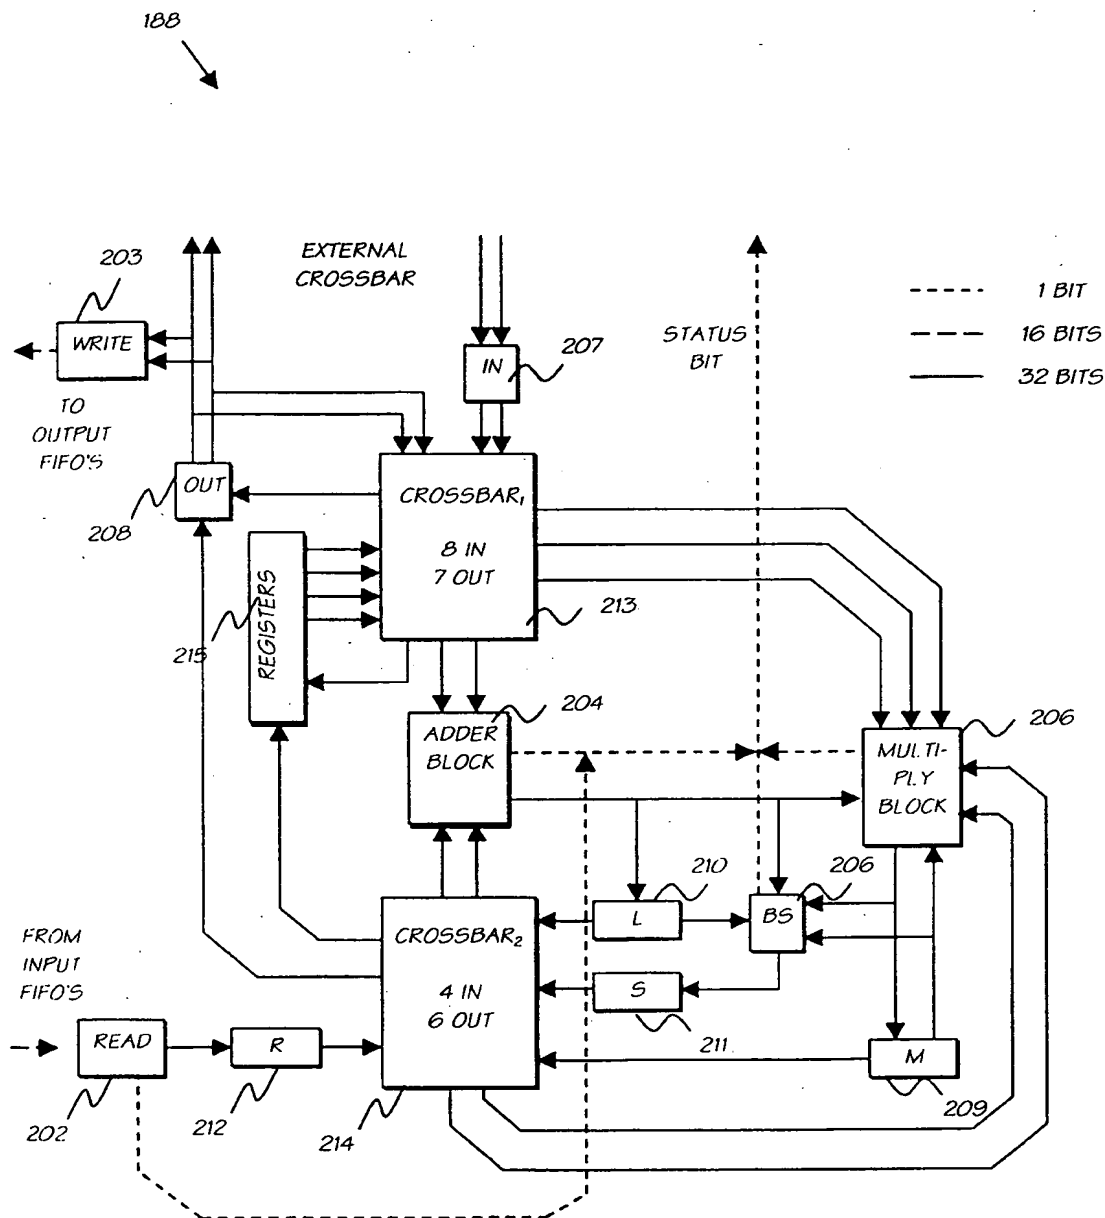 188
EXTERNAL
CROSSBAR
203
WRITE
TO
OUTPUT
FIFO'S
IN
207
STATUS
BIT
1 BIT
16 BITS
32 BITS
OUT
208
CROSSBAR1
8 IN
7 OUT
213
REGISTERS
215
204
ADDER
BLOCK
206
MULTI-
PLY
BLOCK
210
L
206
BS
CROSSBAR2
4 IN
6 OUT
214
S
211
FROM
INPUT
FIFO'S
READ
202
R
212
M
209